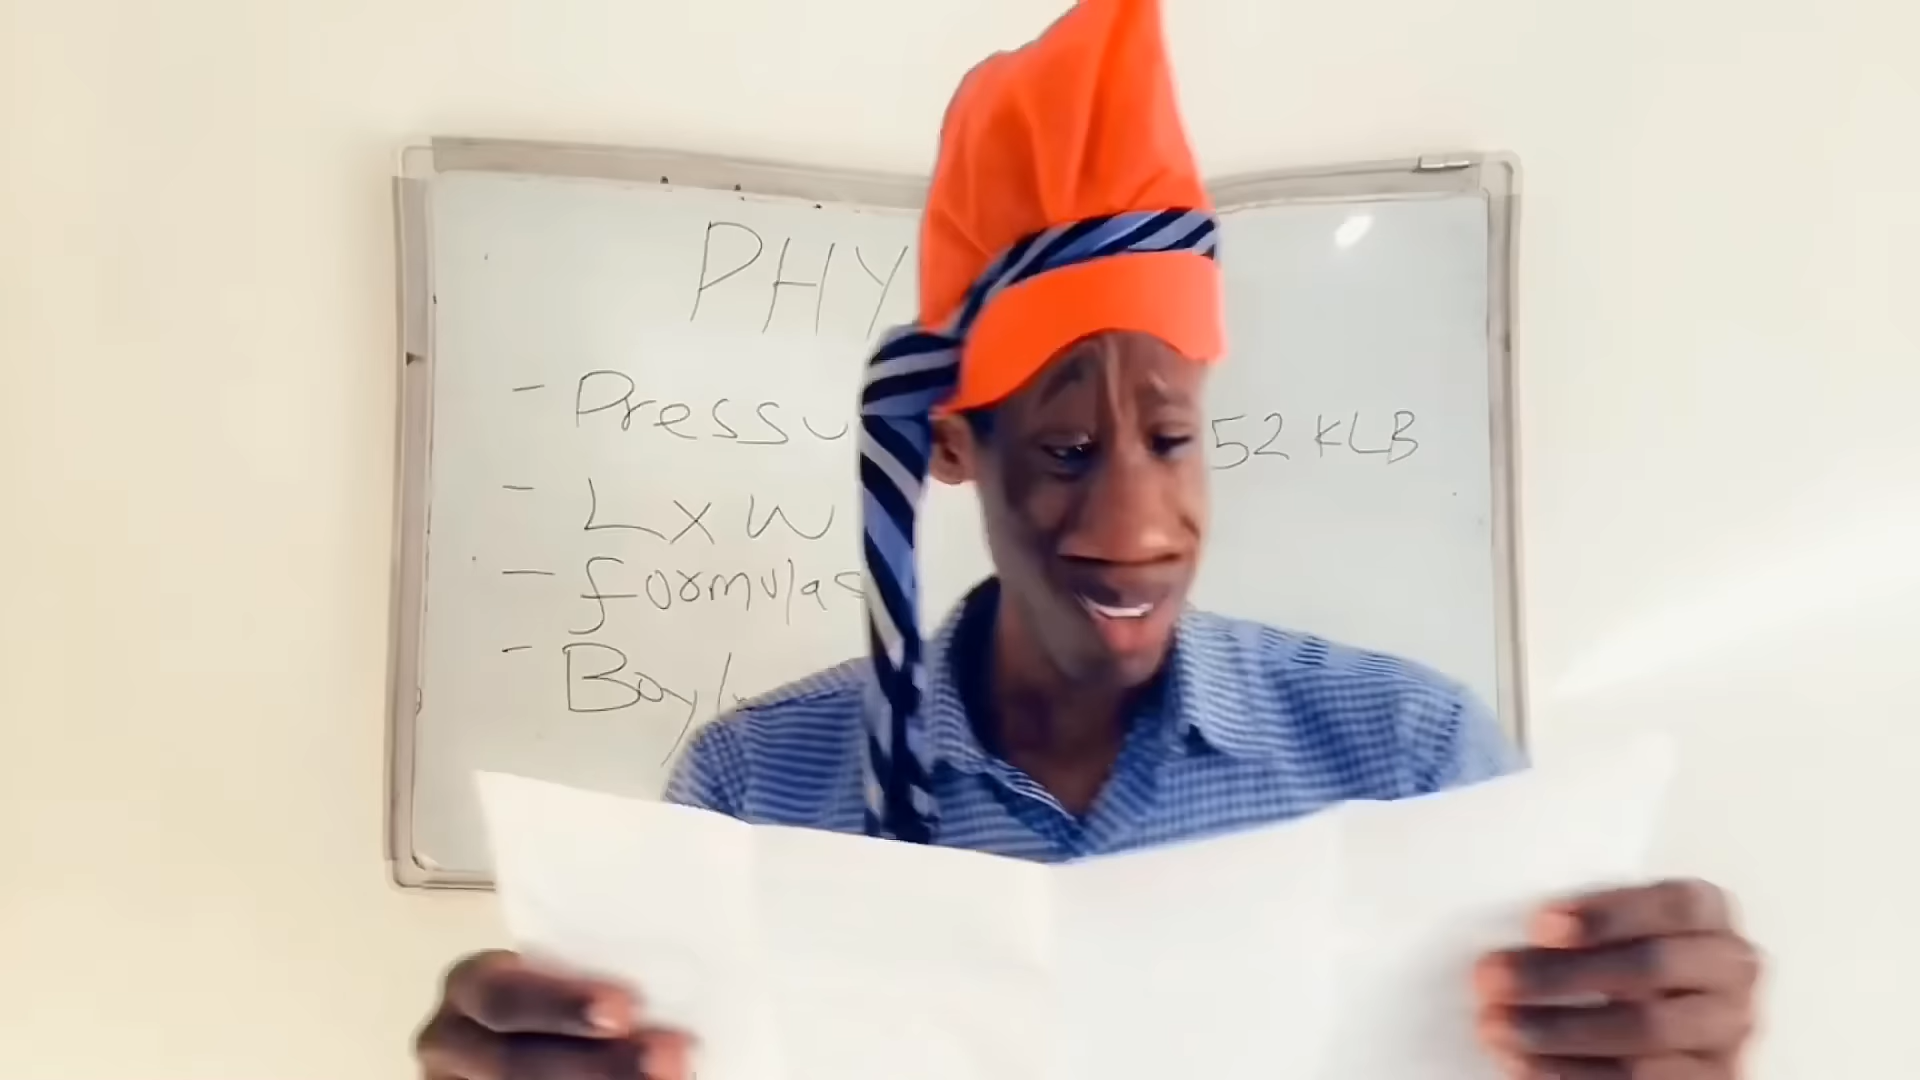 PHY
- Pressu 52 KLB
- L x W
- formulas
- Boyl